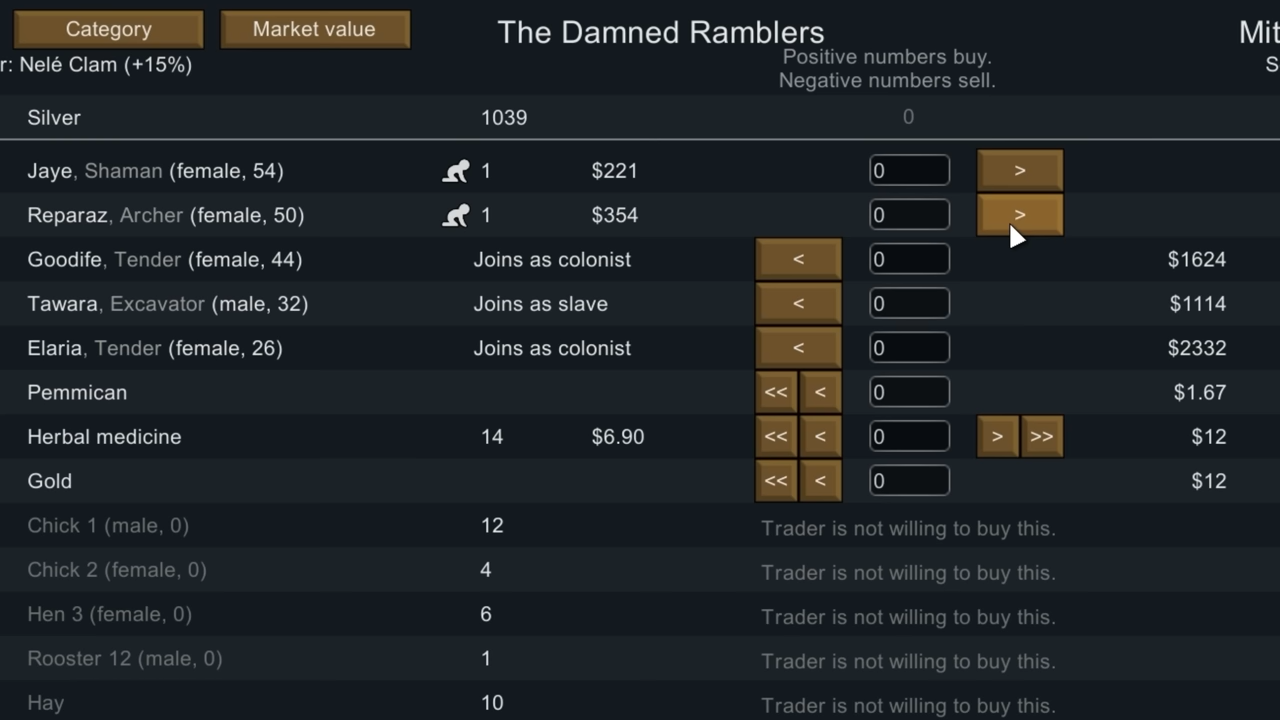 Category Market value The Damned Ramblers Mit
r: Nelé Clam (+15%) Positive numbers buy. S
Negative numbers sell.
Silver 1039 0
Jaye, Shaman (female, 54) 1 $221 0 >
Reparaz, Archer (female, 50) 1 $354 0 >
Goodife, Tender (female, 44) Joins as colonist < 0 $1624
Tawara, Excavator (male, 32) Joins as slave < 0 $1114
Elaria, Tender (female, 26) Joins as colonist < 0 $2332
Pemmican << < 0 $1.67
Herbal medicine 14 $6.90 << < 0 > >> $12
Gold << < 0 $12
Chick 1 (male, 0) 12 Trader is not willing to buy this.
Chick 2 (female, 0) 4 Trader is not willing to buy this.
Hen 3 (female, 0) 6 Trader is not willing to buy this.
Rooster 12 (male, 0) 1 Trader is not willing to buy this.
Hay 10 Trader is not willing to buy this.